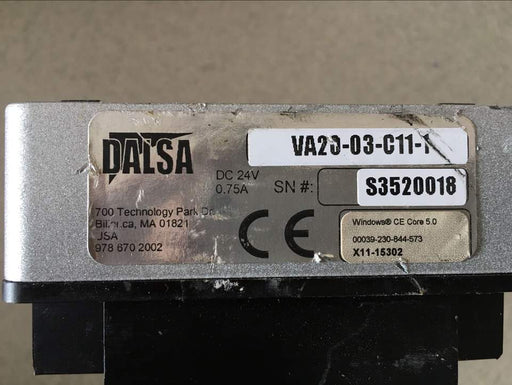 DALSA
VA20-03-C11-1
DC 24V
0.75A
SN #:
S3520018
700 Technology Park Dr.
Billerica, MA 01821
USA
978 670 2002
CE
Windows® CE Core 5.0
00039-230-844-573
X11-15302